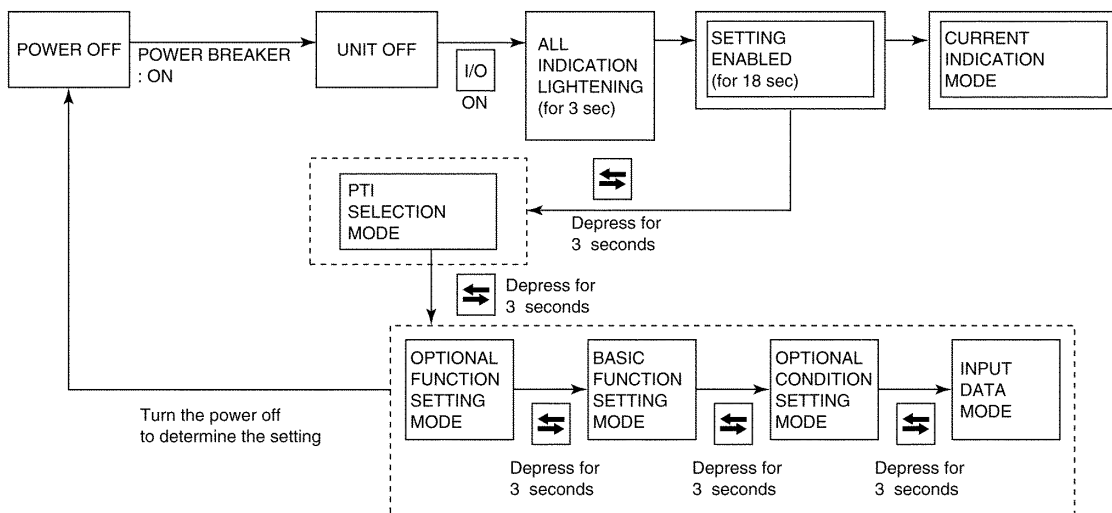 POWER OFF
POWER BREAKER
: ON
UNIT OFF
I/O
ON
ALL
INDICATION
LIGHTENING
(for 3 sec)
SETTING
ENABLED
(for 18 sec)
CURRENT
INDICATION
MODE
Depress for
3 seconds
PTI
SELECTION
MODE
Depress for
3 seconds
OPTIONAL
FUNCTION
SETTING
MODE
BASIC
FUNCTION
SETTING
MODE
OPTIONAL
CONDITION
SETTING
MODE
INPUT
DATA
MODE
Turn the power off
to determine the setting
Depress for
3 seconds
Depress for
3 seconds
Depress for
3 seconds